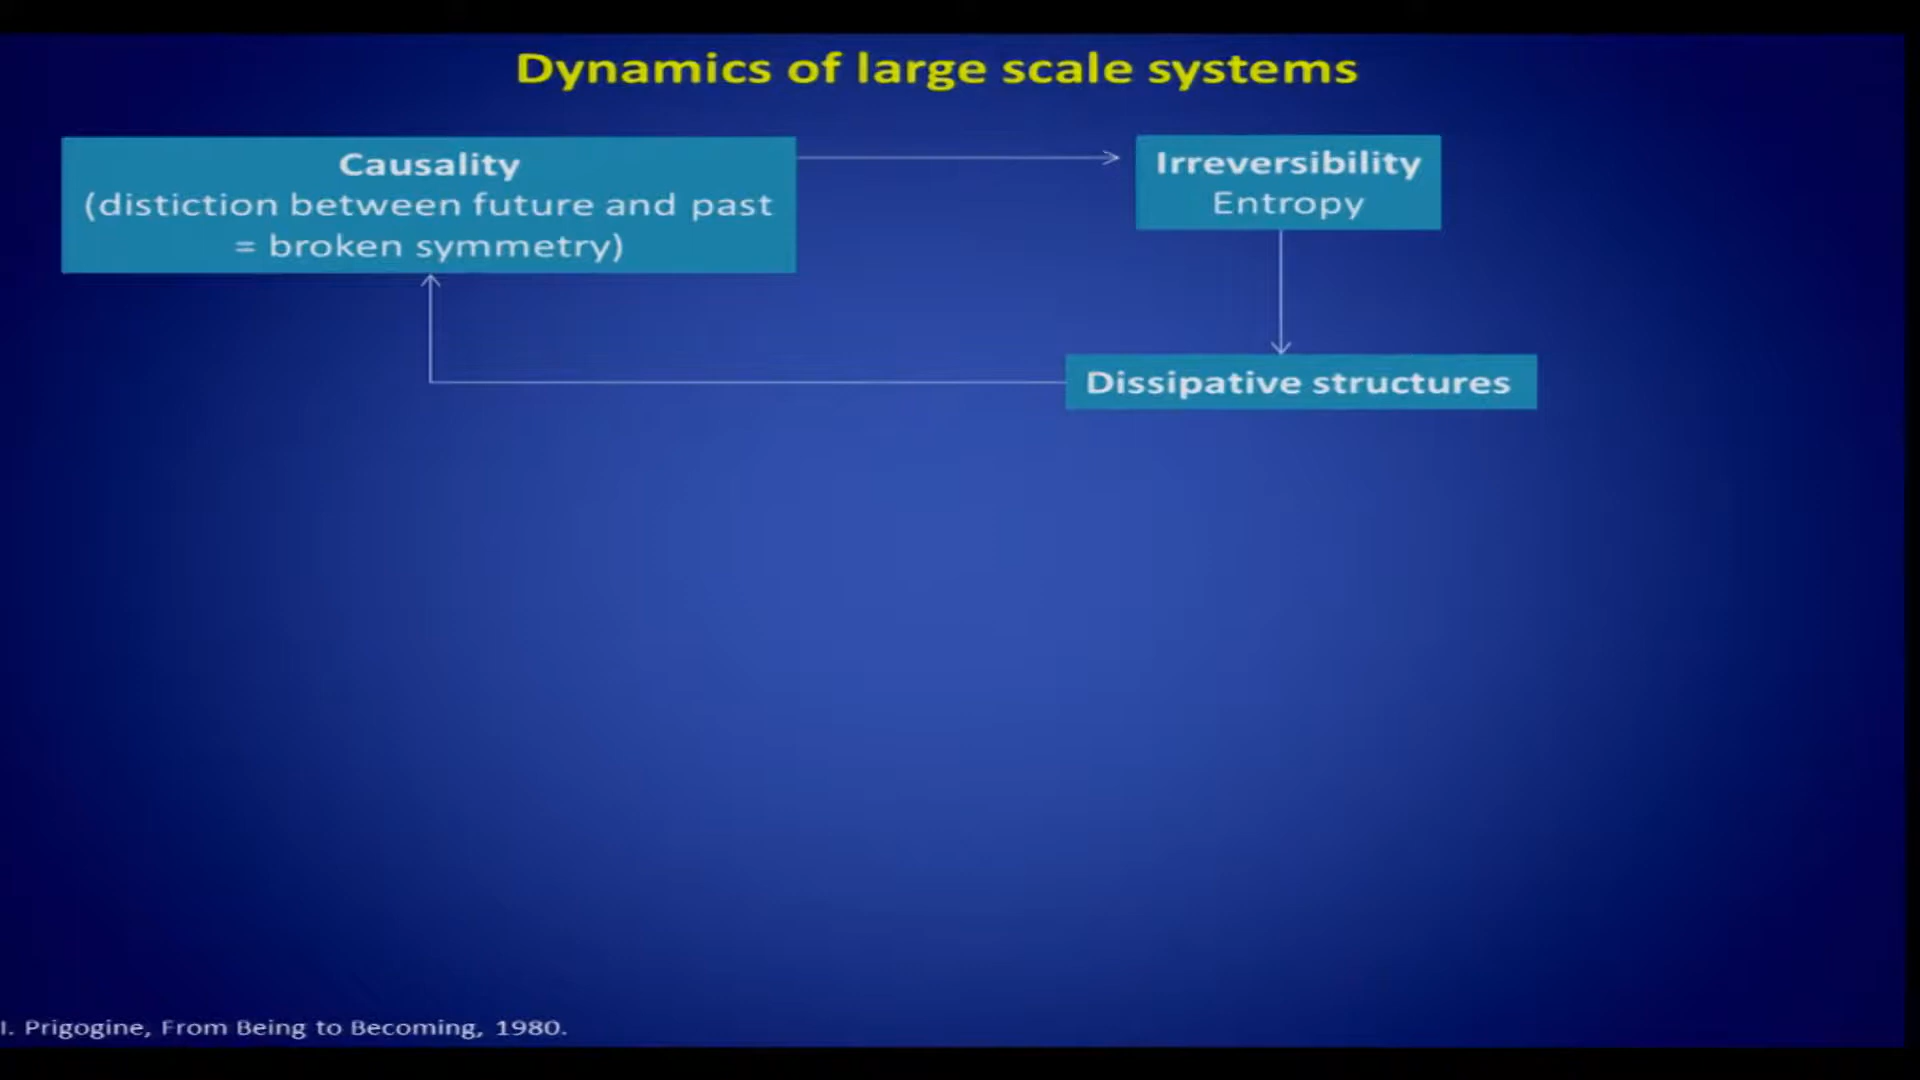 Dynamics of large scale systems
Causality
(distiction between future and past
= broken symmetry)
Irreversibility
Entropy
Dissipative structures
I. Prigogine, From Being to Becoming, 1980.